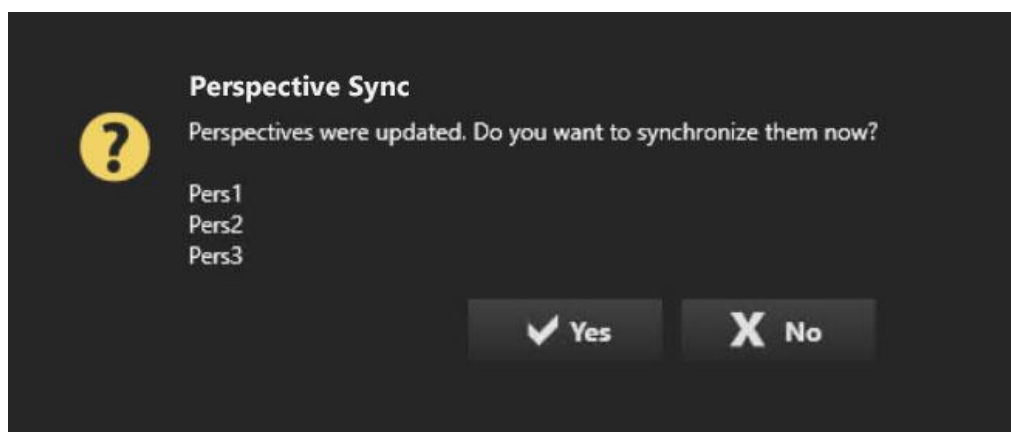 Perspective Sync
Perspectives were updated. Do you want to synchronize them now?
Pers1
Pers2
Pers3
Yes
No